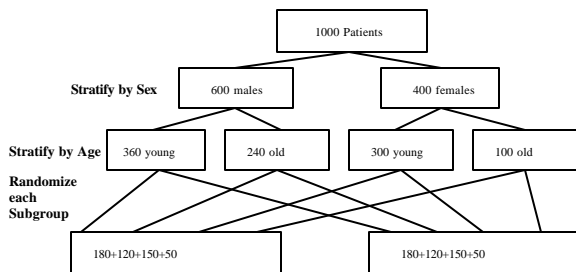 1000 Patients
Stratify by Sex
600 males
400 females
Stratify by Age
360 young
240 old
300 young
100 old
Randomize
each
Subgroup
180+120+150+50
180+120+150+50